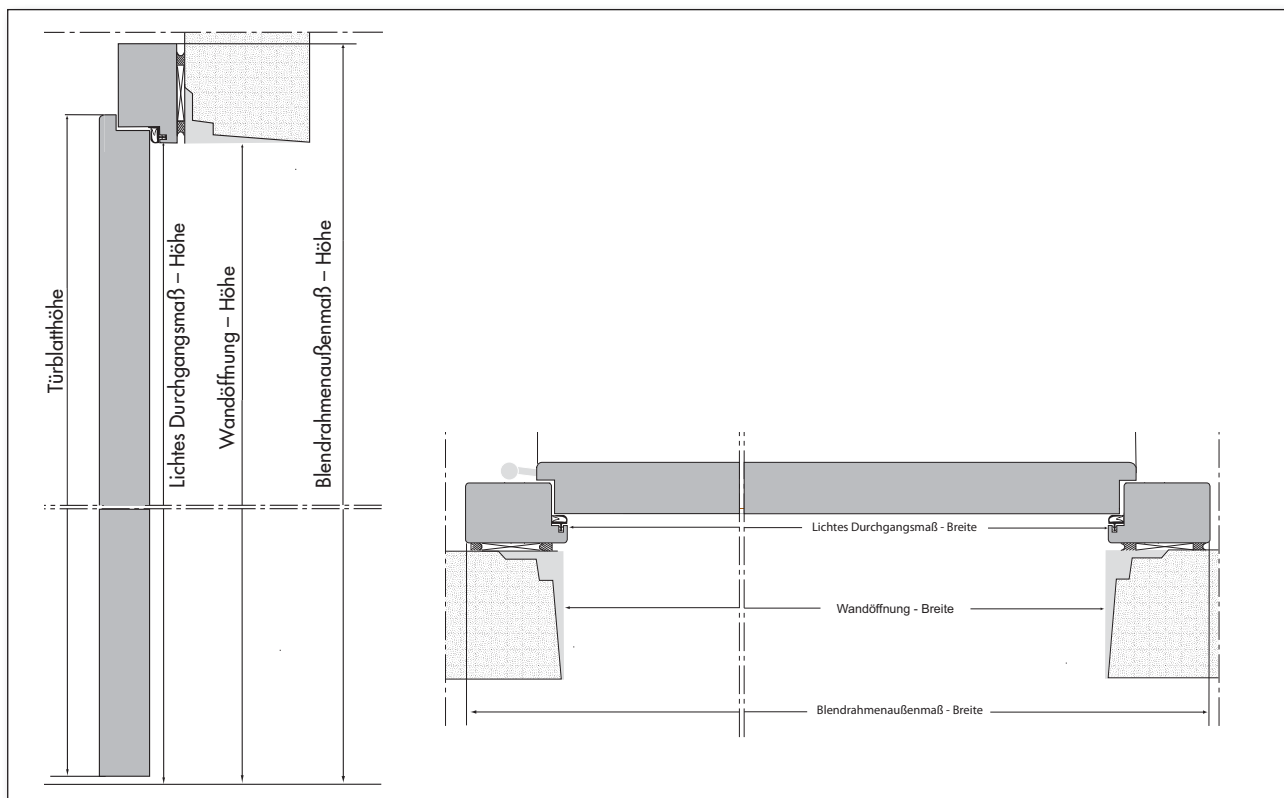 Türblatthöhe
Lichtes Durchgangsmaß – Höhe
Wandöffnung – Höhe
Blendrahmenaußenmaß – Höhe
Lichtes Durchgangsmaß - Breite
Wandöffnung - Breite
Blendrahmenaußenmaß - Breite